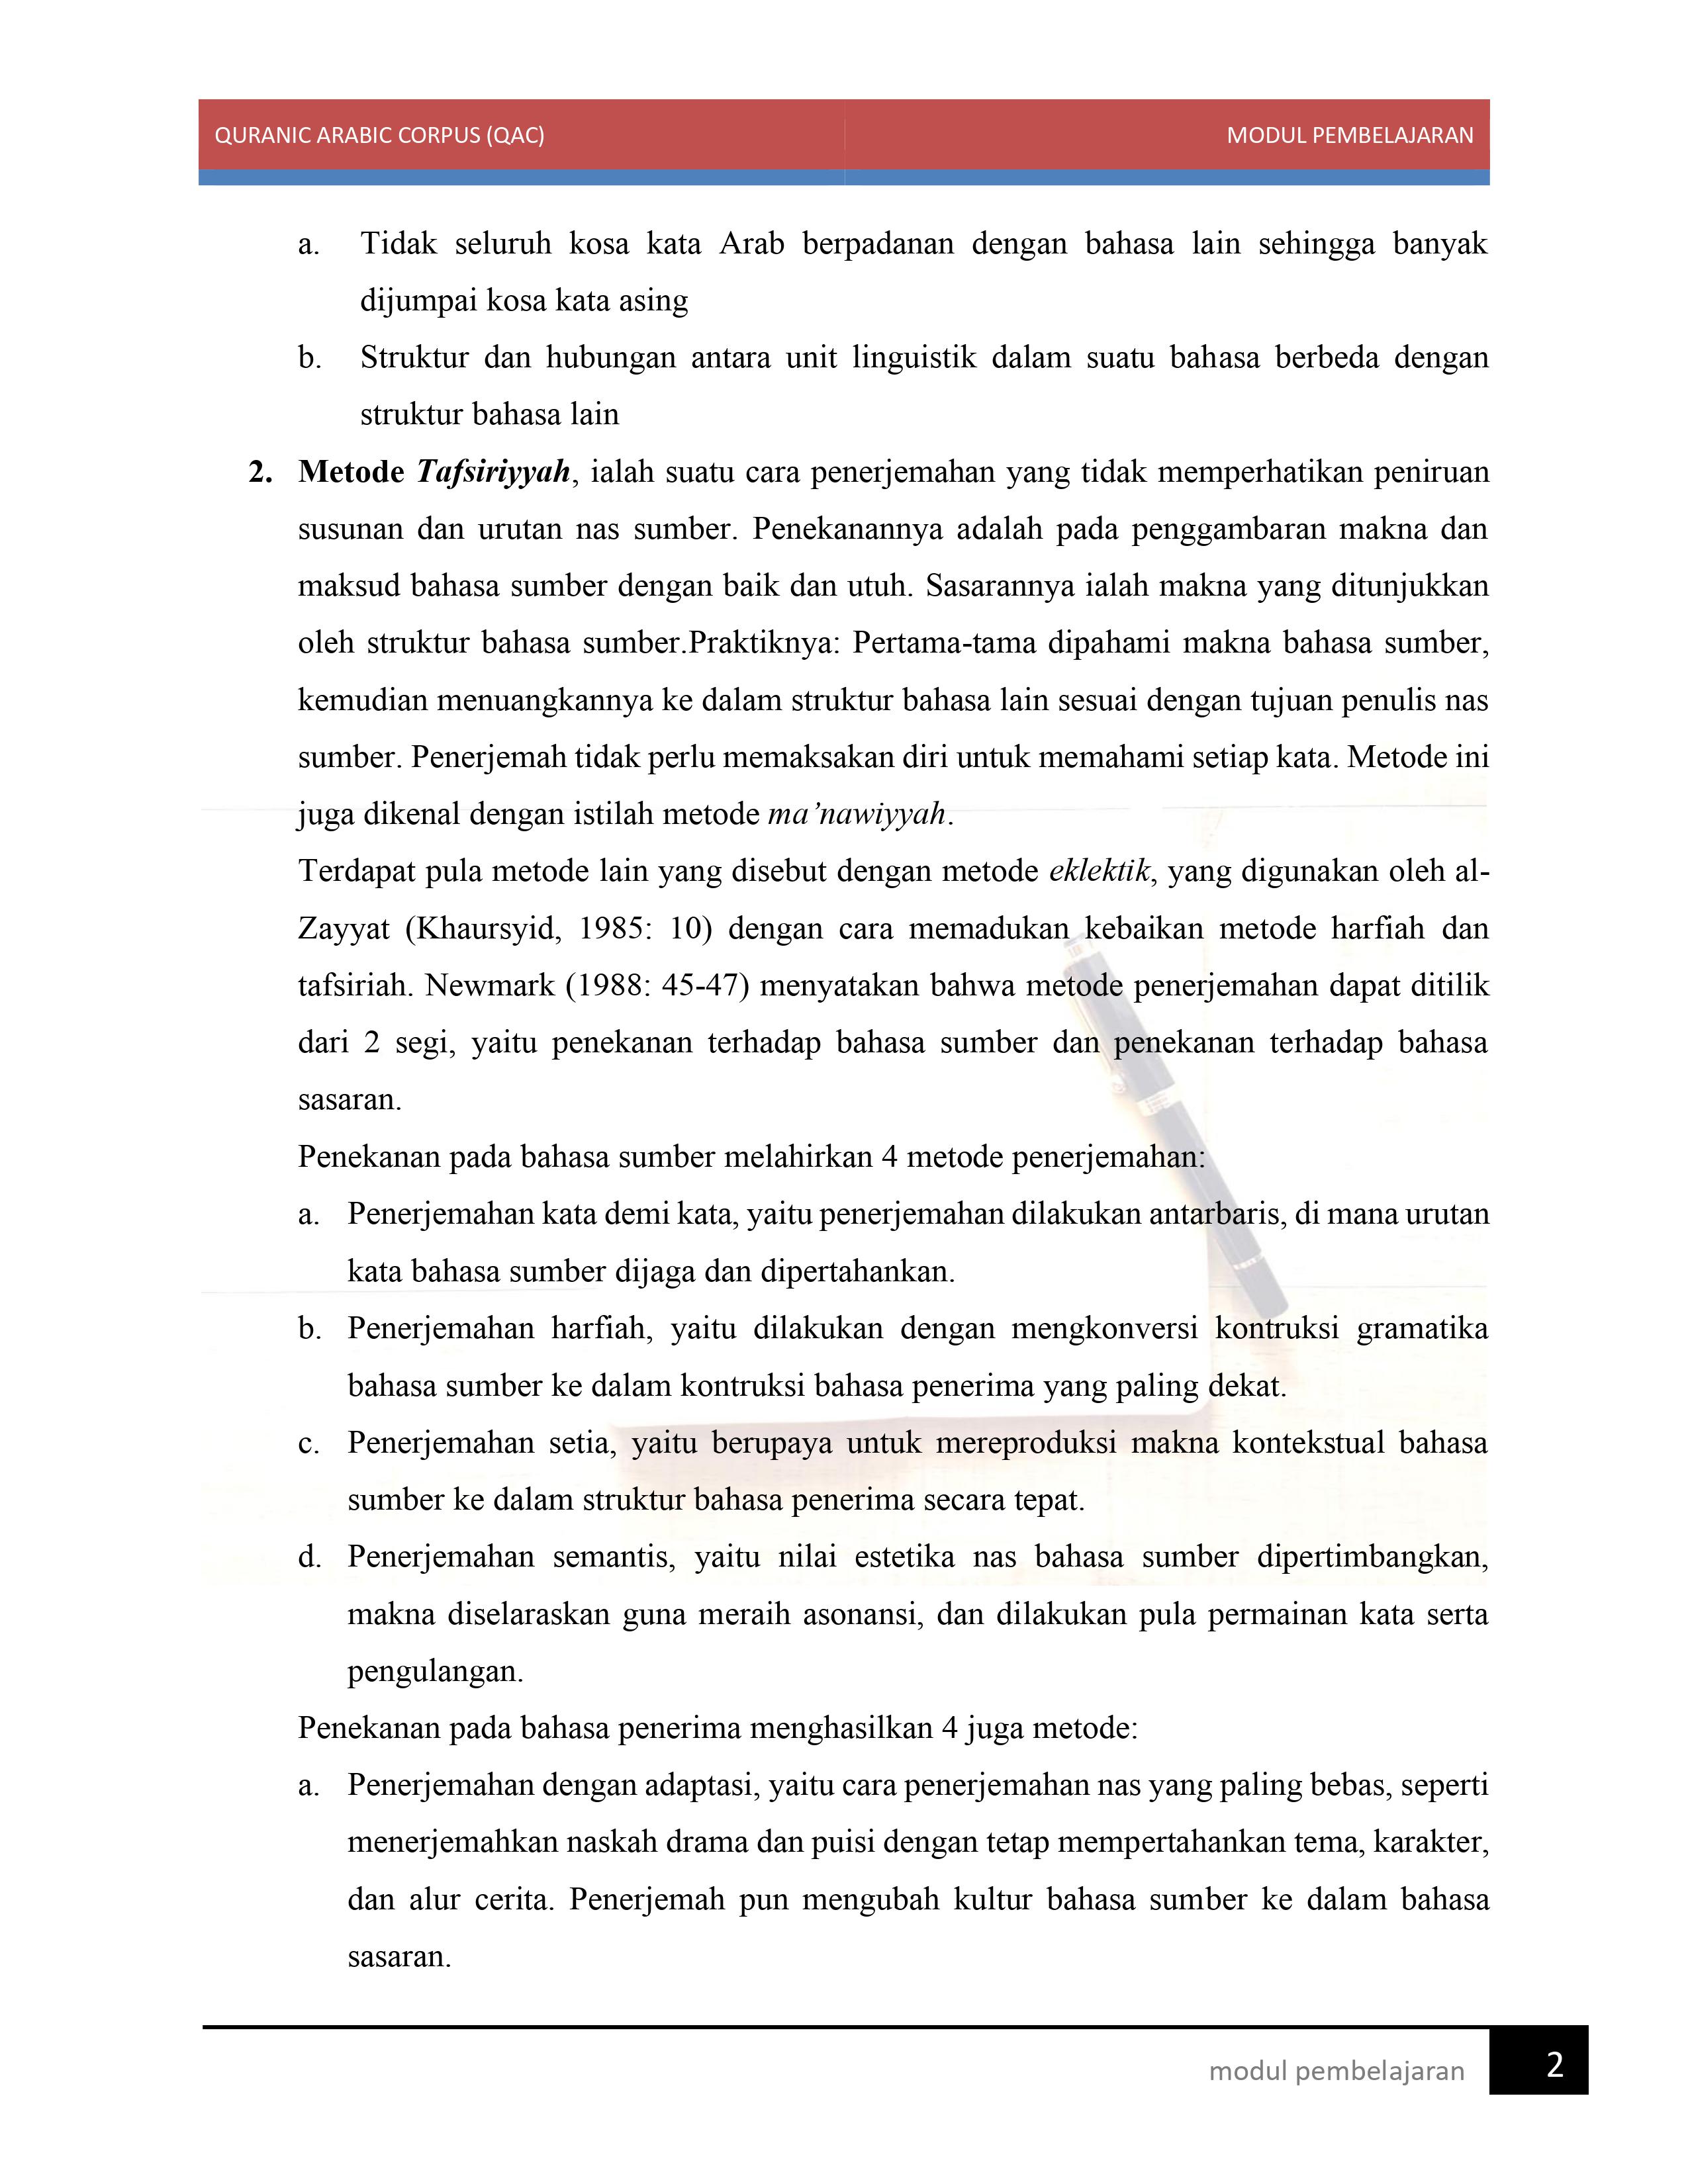 QURANIC ARABIC CORPUS (QAC) MODUL PEMBELAJARAN
a. Tidak seluruh kosa kata Arab berpadanan dengan bahasa lain sehingga banyak
dijumpai kosa kata asing
b. Struktur dan hubungan antara unit linguistik dalam suatu bahasa berbeda dengan
struktur bahasa lain
2. Metode Tafsiriyyah, ialah suatu cara penerjemahan yang tidak memperhatikan peniruan
susunan dan urutan nas sumber. Penekanannya adalah pada penggambaran makna dan
maksud bahasa sumber dengan baik dan utuh. Sasarannya ialah makna yang ditunjukkan
oleh struktur bahasa sumber.Praktiknya: Pertama-tama dipahami makna bahasa sumber,
kemudian menuangkannya ke dalam struktur bahasa lain sesuai dengan tujuan penulis nas
sumber. Penerjemah tidak perlu memaksakan diri untuk memahami setiap kata. Metode ini
juga dikenal dengan istilah metode ma’nawiyyah.
Terdapat pula metode lain yang disebut dengan metode eklektik, yang digunakan oleh al-
Zayyat (Khaursyid, 1985: 10) dengan cara memadukan kebaikan metode harfiah dan
tafsiriah. Newmark (1988: 45-47) menyatakan bahwa metode penerjemahan dapat ditilik
dari 2 segi, yaitu penekanan terhadap bahasa sumber dan penekanan terhadap bahasa
sasaran.
Penekanan pada bahasa sumber melahirkan 4 metode penerjemahan:
a. Penerjemahan kata demi kata, yaitu penerjemahan dilakukan antarbaris, di mana urutan
kata bahasa sumber dijaga dan dipertahankan.
b. Penerjemahan harfiah, yaitu dilakukan dengan mengkonversi kontruksi gramatika
bahasa sumber ke dalam kontruksi bahasa penerima yang paling dekat.
c. Penerjemahan setia, yaitu berupaya untuk mereproduksi makna kontekstual bahasa
sumber ke dalam struktur bahasa penerima secara tepat.
d. Penerjemahan semantis, yaitu nilai estetika nas bahasa sumber dipertimbangkan,
makna diselaraskan guna meraih asonansi, dan dilakukan pula permainan kata serta
pengulangan.
Penekanan pada bahasa penerima menghasilkan 4 juga metode:
a. Penerjemahan dengan adaptasi, yaitu cara penerjemahan nas yang paling bebas, seperti
menerjemahkan naskah drama dan puisi dengan tetap mempertahankan tema, karakter,
dan alur cerita. Penerjemah pun mengubah kultur bahasa sumber ke dalam bahasa
sasaran.
modul pembelajaran 2